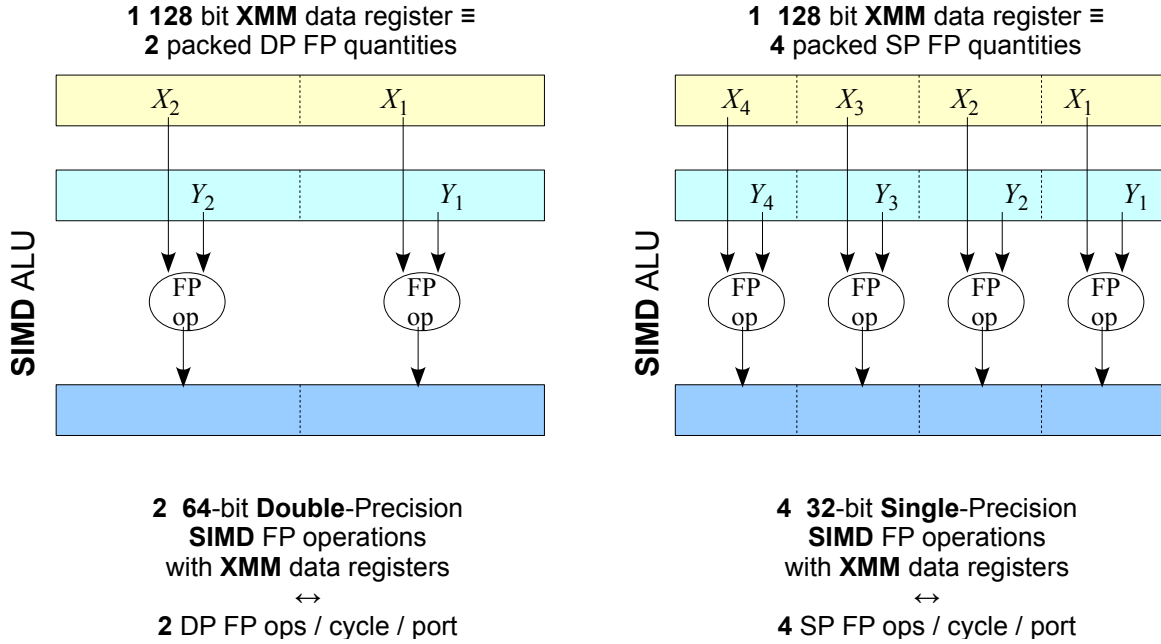 1 128 bit XMM data register ≡
2 packed DP FP quantities
X2 X1
Y2 Y1
SIMD ALU
FP op FP op
2 64-bit Double-Precision
SIMD FP operations
with XMM data registers
↔
2 DP FP ops / cycle / port
1 128 bit XMM data register ≡
4 packed SP FP quantities
X4 X3 X2 X1
Y4 Y3 Y2 Y1
SIMD ALU
FP op FP op FP op FP op
4 32-bit Single-Precision
SIMD FP operations
with XMM data registers
↔
4 SP FP ops / cycle / port